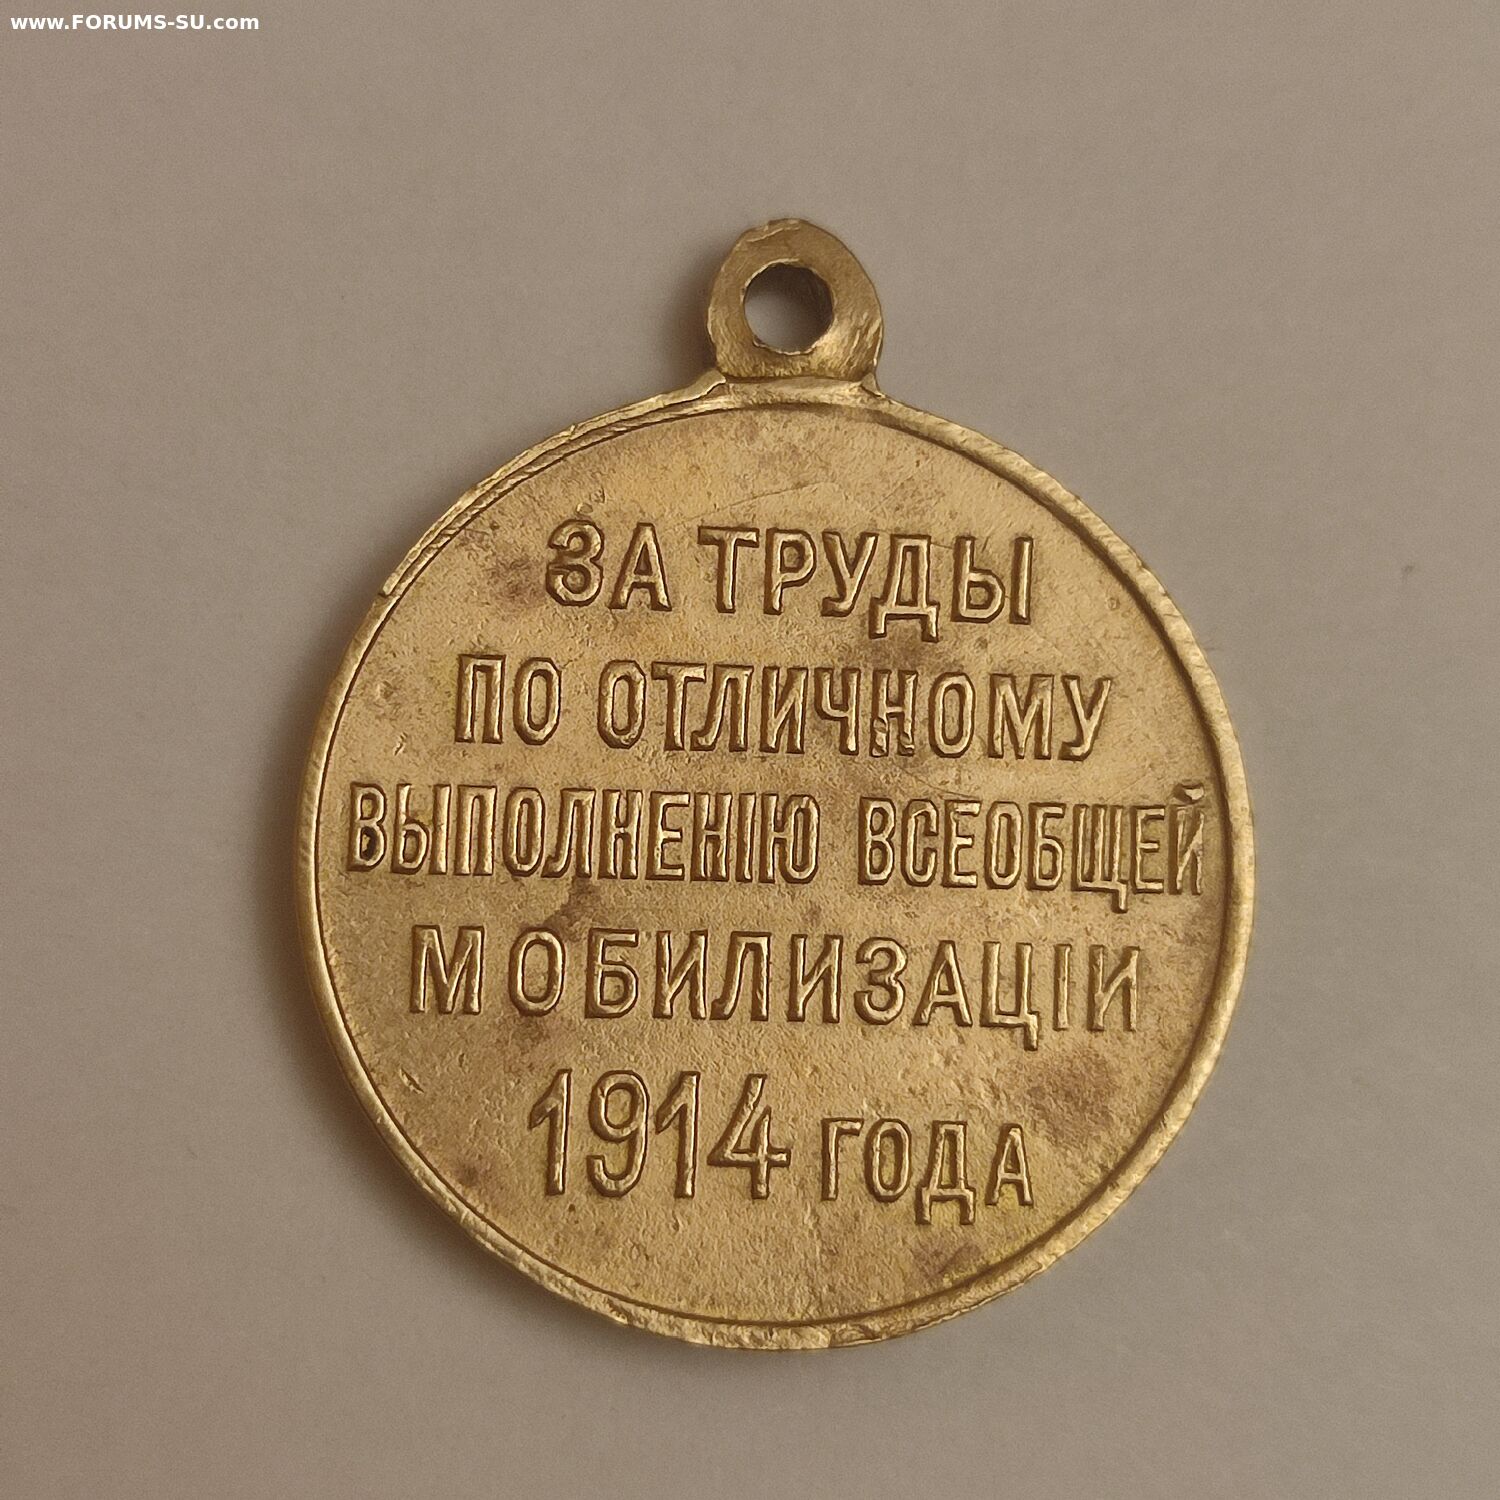 www.FORUMS-SU.com
ЗА ТРУДЫ
ПО ОТЛИЧНОМУ
ВЫПОЛНЕНІЮ ВСЕОБЩЕЙ
МОБИЛИЗАЦІИ
1914 ГОДА